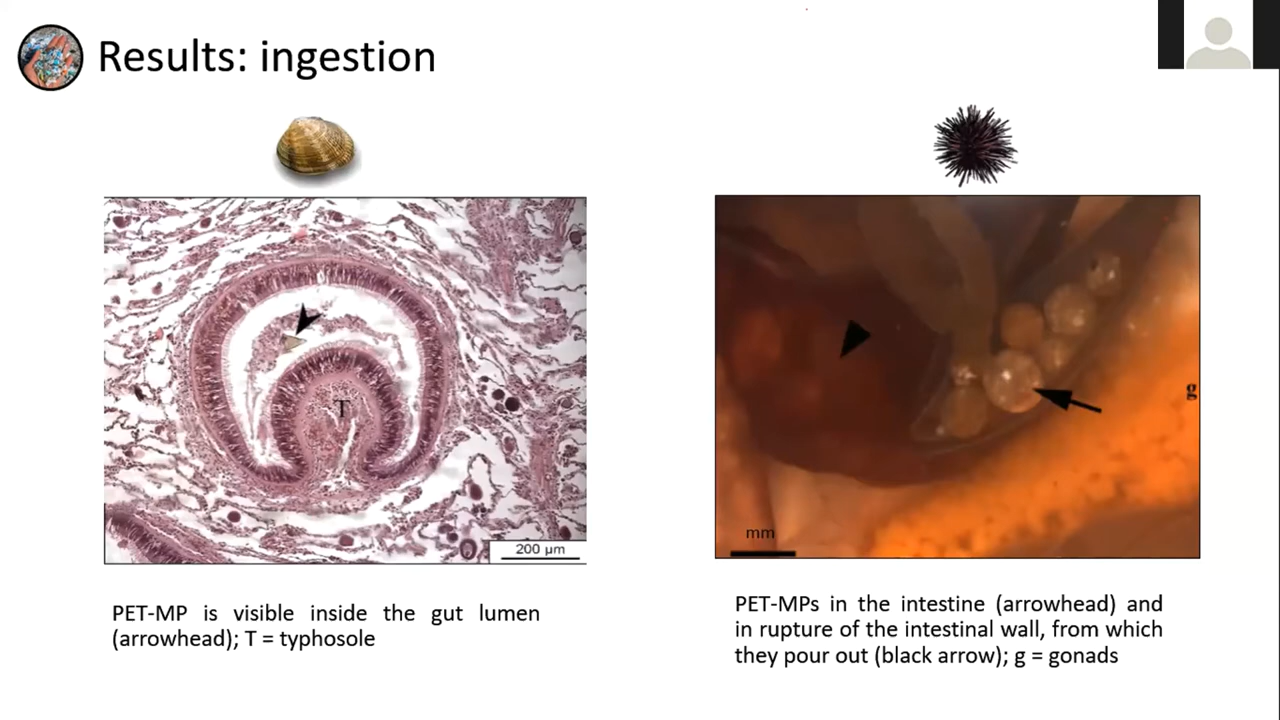 Results: ingestion
T
200 µm
g
mm
PET-MP is visible inside the gut lumen
(arrowhead); T = typhosole
PET-MPs in the intestine (arrowhead) and
in rupture of the intestinal wall, from which
they pour out (black arrow); g = gonads